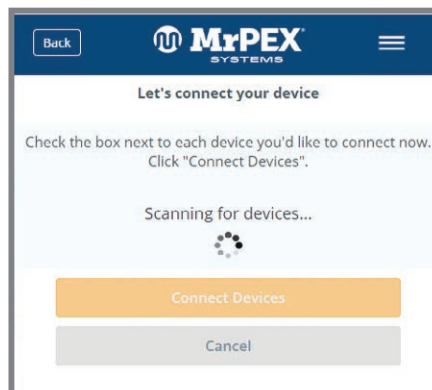 Back
MrPEX
SYSTEMS
Let's connect your device
Check the box next to each device you'd like to connect now.
Click "Connect Devices".
Scanning for devices...
Connect Devices
Cancel